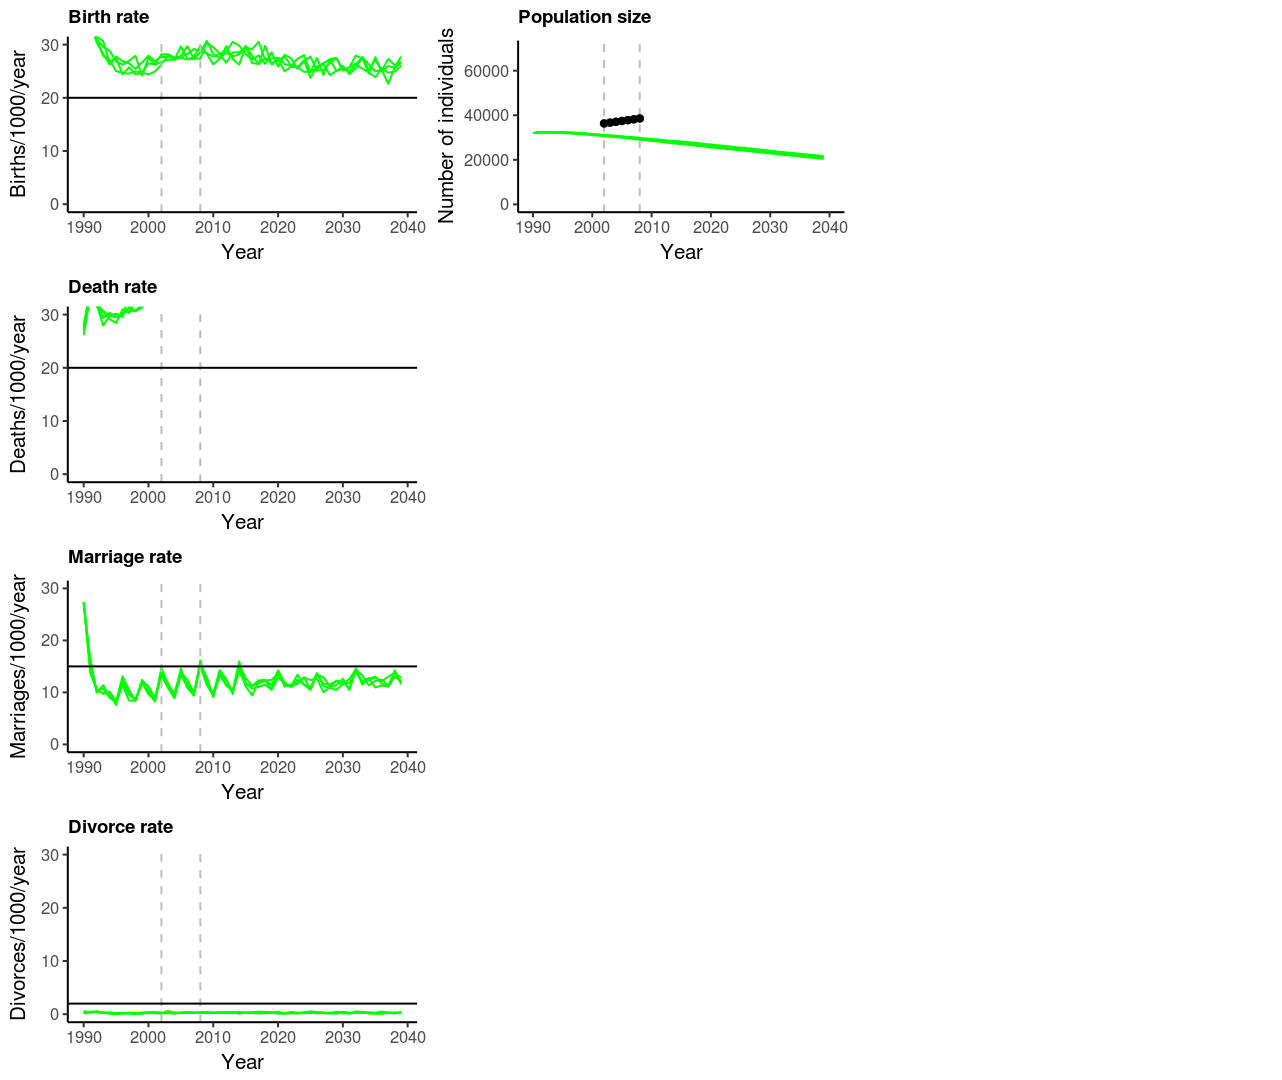 Birth rate
Births/1000/year
30
20
10
0
1990 2000 2010 2020 2030 2040
Year
Population size
Number of individuals
60000
40000
20000
0
1990 2000 2010 2020 2030 2040
Year
Death rate
Deaths/1000/year
30
20
10
0
1990 2000 2010 2020 2030 2040
Year
Marriage rate
Marriages/1000/year
30
20
10
0
1990 2000 2010 2020 2030 2040
Year
Divorce rate
Divorces/1000/year
30
20
10
0
1990 2000 2010 2020 2030 2040
Year